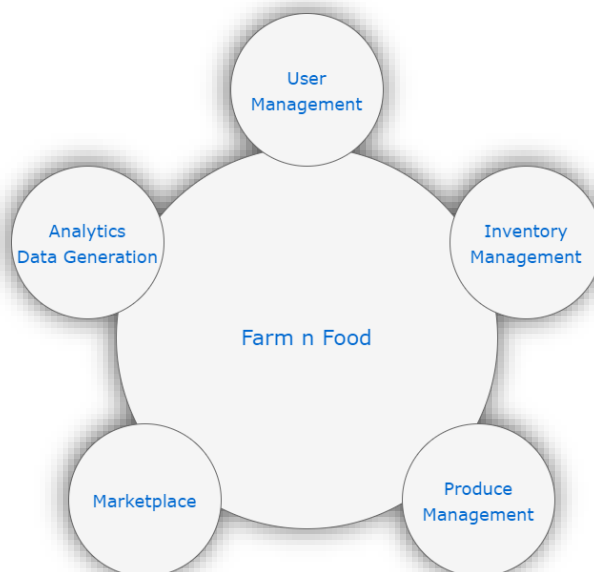 User
Management
Analytics
Data Generation
Inventory
Management
Farm n Food
Marketplace
Produce
Management